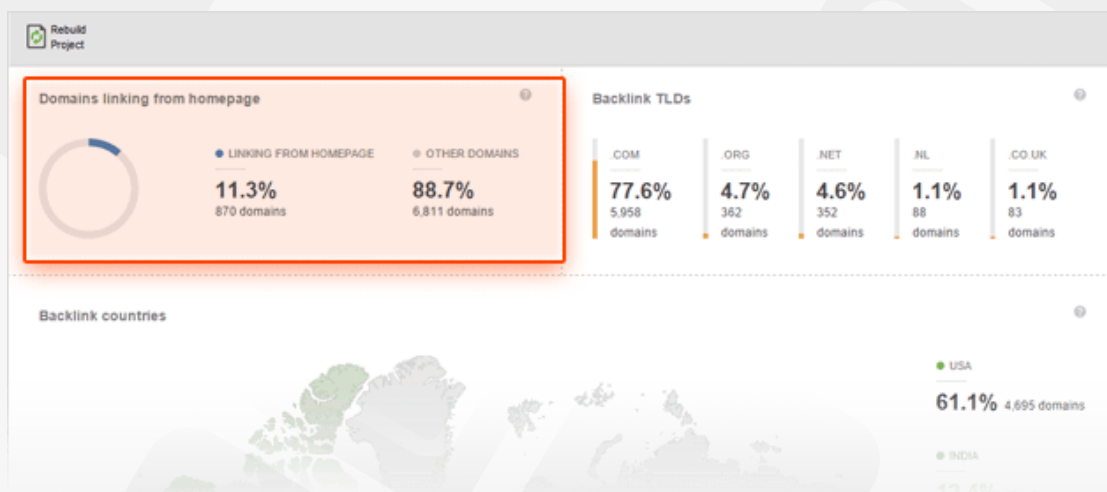 Rebuild
Project
Domains linking from homepage
LINKING FROM HOMEPAGE
11.3%
870 domains
OTHER DOMAINS
88.7%
6,811 domains
Backlink TLDs
.COM
77.6%
5,958
domains
.ORG
4.7%
362
domains
.NET
4.6%
352
domains
.NL
1.1%
88
domains
.CO.UK
1.1%
83
domains
Backlink countries
USA
61.1% 4,695 domains
INDIA